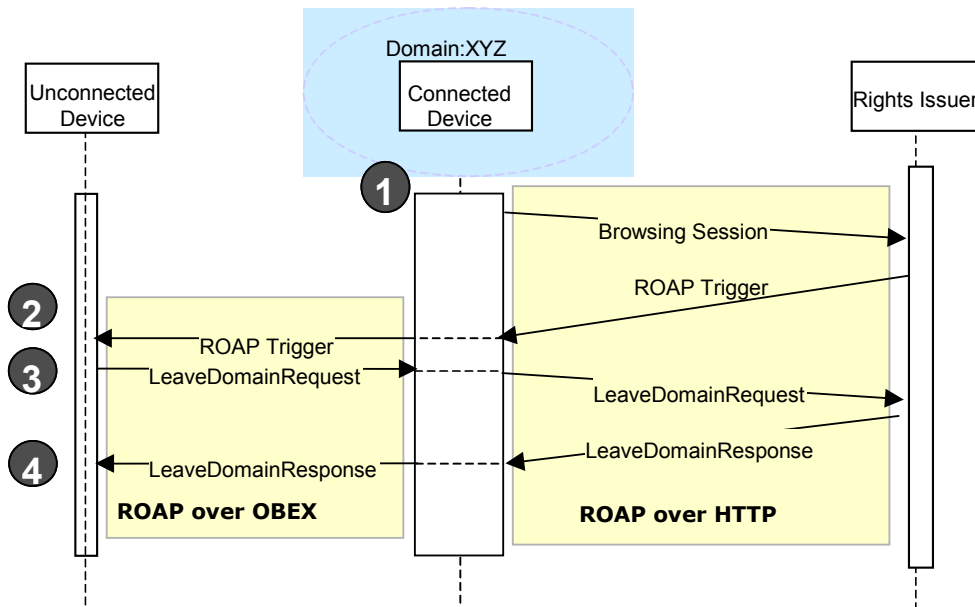 Domain:XYZ
Unconnected
Device
Connected
Device
Rights Issuer
1
Browsing Session
ROAP Trigger
2
ROAP Trigger
3
LeaveDomainRequest
LeaveDomainRequest
4
LeaveDomainResponse
LeaveDomainResponse
ROAP over OBEX
ROAP over HTTP